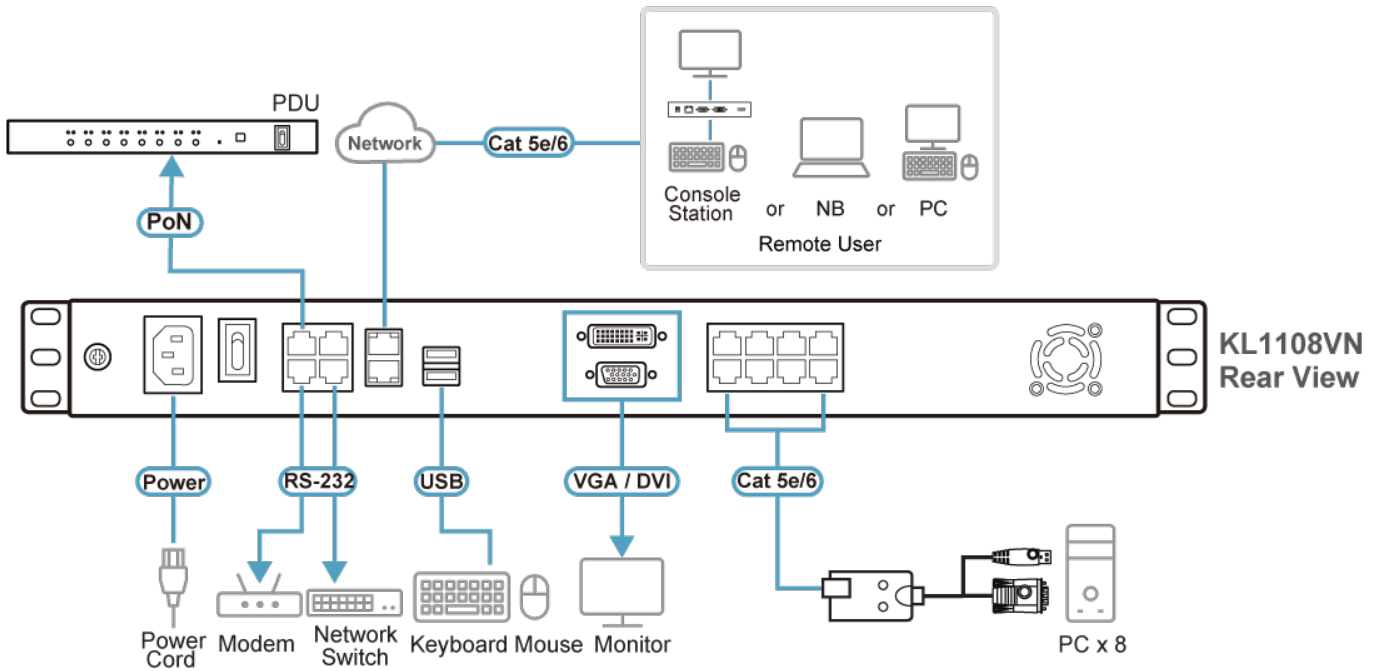 PDU
Network
Cat 5e/6
Console
Station
or
NB
or
PC
Remote User
PoN
KL1108VN
Rear View
Power
RS-232
USB
VGA / DVI
Cat 5e/6
Power
Cord
Modem
Network
Switch
Keyboard
Mouse
Monitor
PC x 8